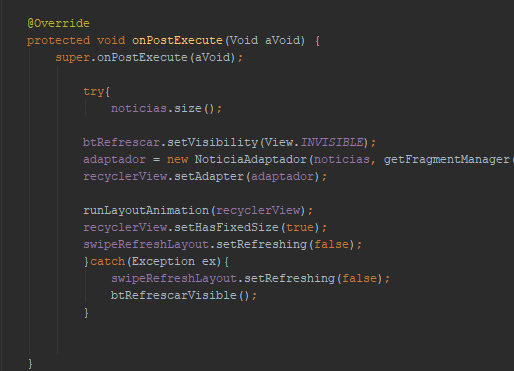 @Override
protected void onPostExecute(Void aVoid) {
super.onPostExecute(aVoid);
try{
noticias.size();
btRefrescar.setVisibility(View.INVISIBLE);
adaptador = new NoticiaAdaptador(noticias, getFragmentManager(
recyclerView.setAdapter(adaptador);
runLayoutAnimation(recyclerView);
recyclerView.setHasFixedSize(true);
swipeRefreshLayout.setRefreshing(false);
}catch(Exception ex){
swipeRefreshLayout.setRefreshing(false);
btRefrescarVisible();
}
}